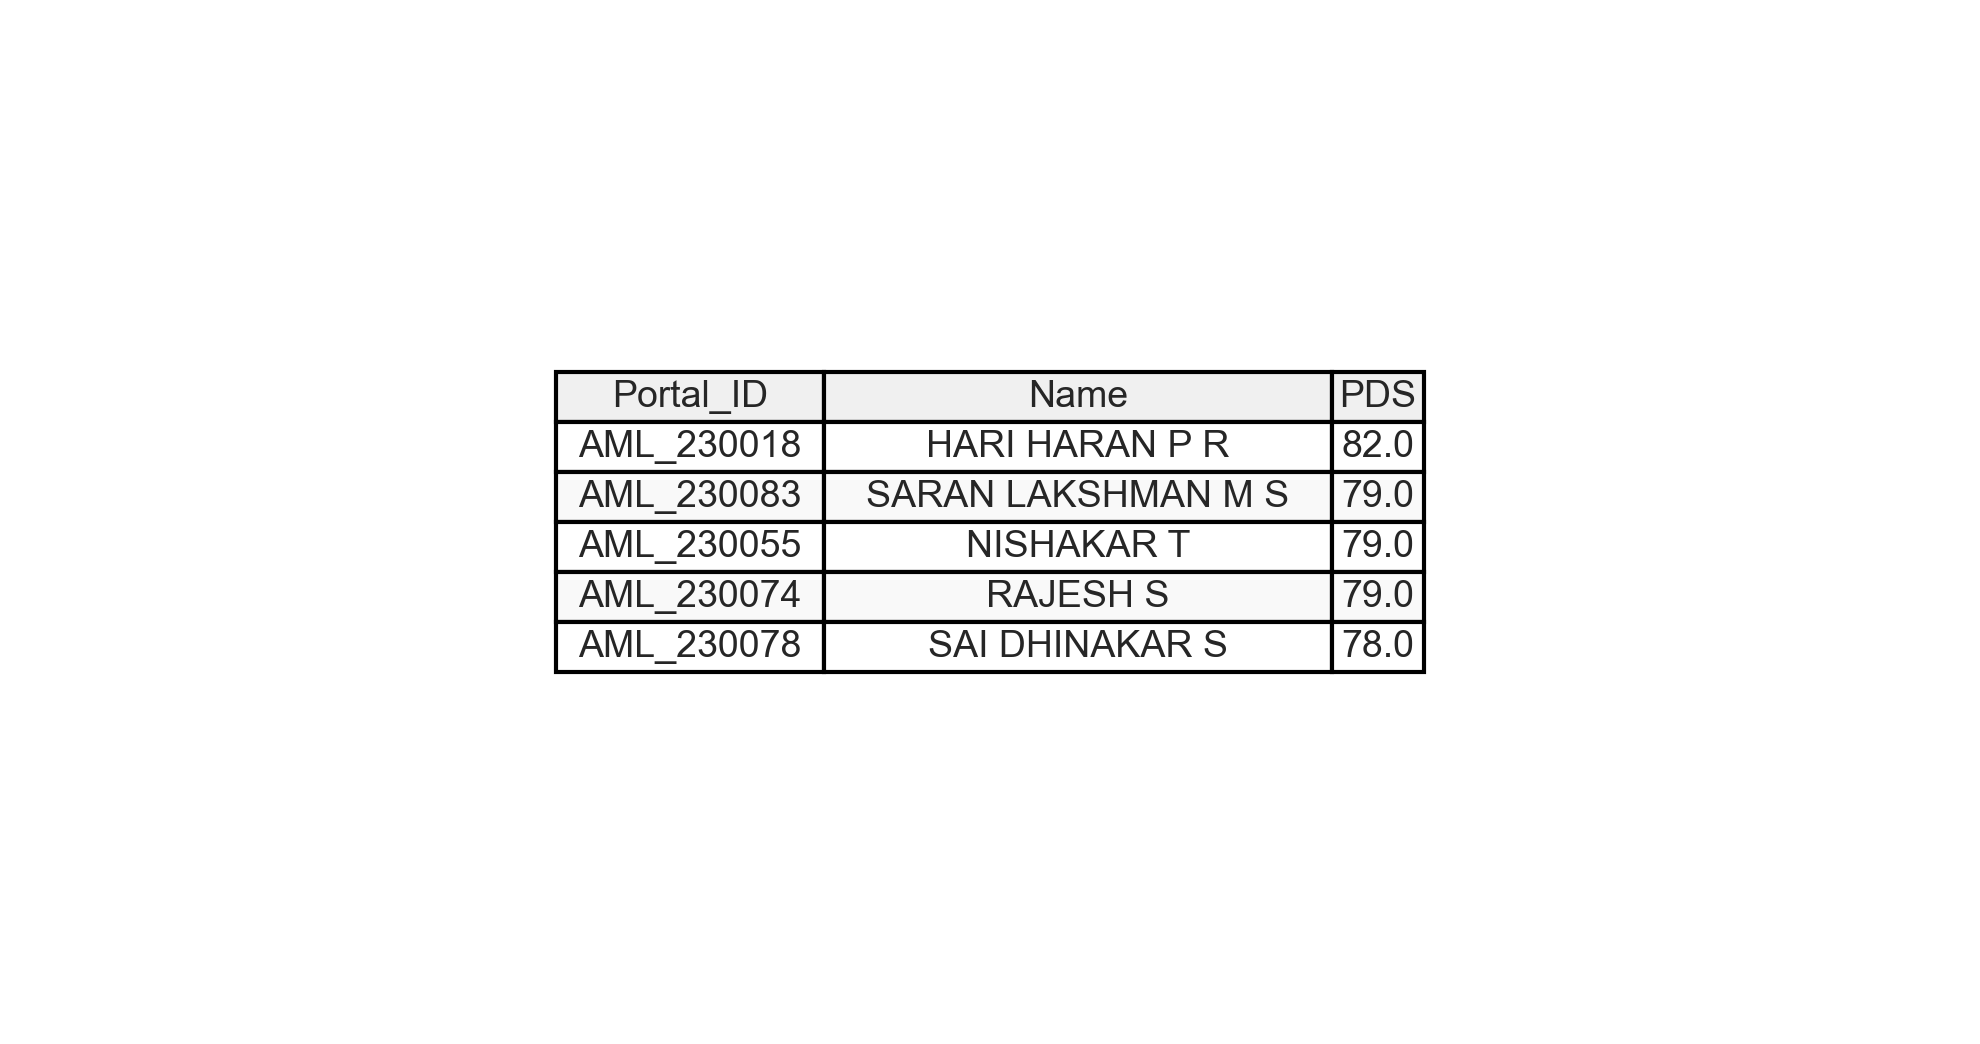 Portal_ID Name PDS
AML_230018 HARI HARAN P R 82.0
AML_230083 SARAN LAKSHMAN M S 79.0
AML_230055 NISHAKAR T 79.0
AML_230074 RAJESH S 79.0
AML_230078 SAI DHINAKAR S 78.0